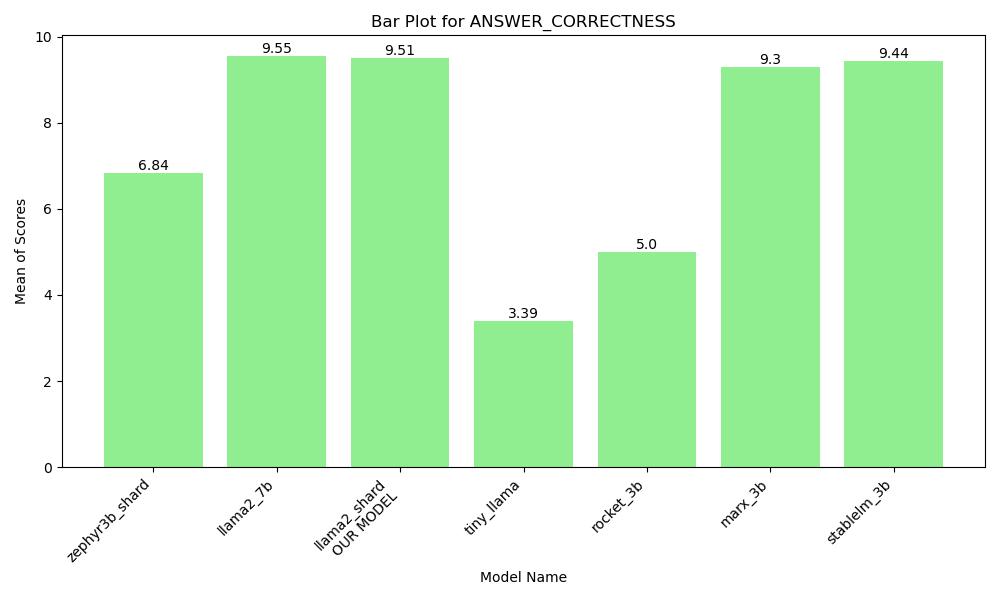 Bar Plot for ANSWER_CORRECTNESS
Mean of Scores
10
8
6
4
2
0
6.84
9.55
9.51
3.39
5.0
9.3
9.44
zephyr3b_shard
llama2_7b
llama2_shard
OUR MODEL
tiny_llama
rocket_3b
marx_3b
stablelm_3b
Model Name